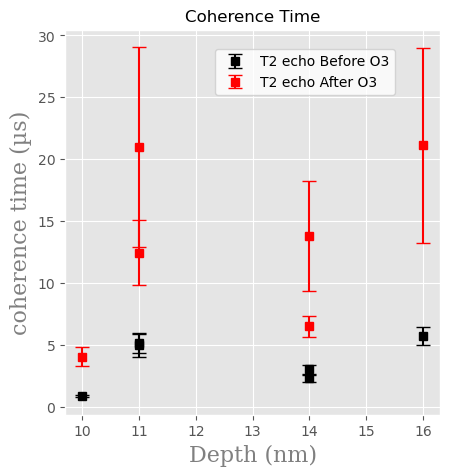 Coherence Time
T2 echo Before O3
T2 echo After O3
30
25
20
15
10
5
0
coherence time (µs)
10 11 12 13 14 15 16
Depth (nm)